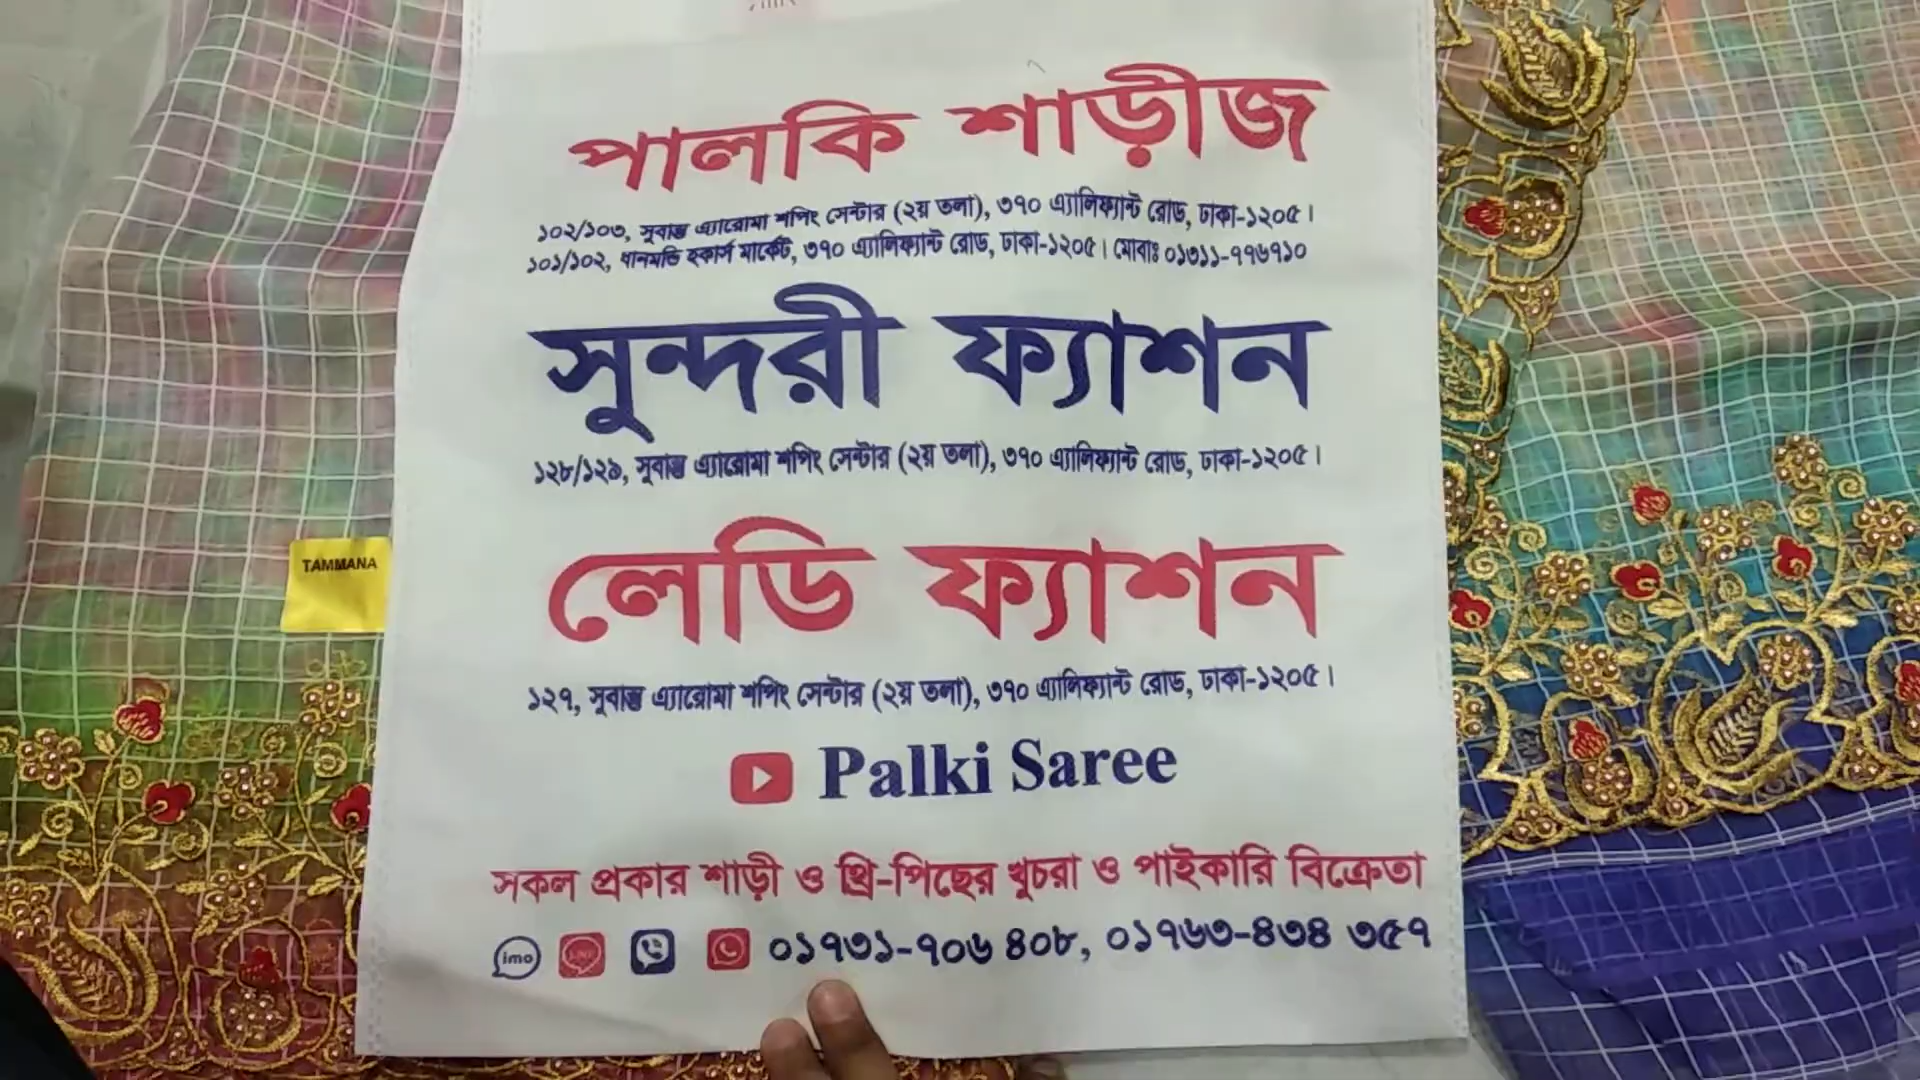 পালকি শাড়ীজ
১০২/১০৩, সুবাস্তু এ্যারোমা শপিং সেন্টার (২য় তলা), ৩৭০ এ্যালিফ্যান্ট রোড, ঢাকা-১২০৫।
১০১/১০২, ধানমন্ডি হকার্স মার্কেট, ৩৭০ এ্যালিফ্যান্ট রোড, ঢাকা-১২০৫। মোবাঃ ০১৩১১-৭৭৬৭১০
সুন্দরী ফ্যাশন
১২৮/১২৯, সুবাস্তু এ্যারোমা শপিং সেন্টার (২য় তলা), ৩৭০ এ্যালিফ্যান্ট রোড, ঢাকা-১২০৫।
TAMMANA
লেডি ফ্যাশন
১২৭, সুবাস্তু এ্যারোমা শপিং সেন্টার (২য় তলা), ৩৭০ এ্যালিফ্যান্ট রোড, ঢাকা-১২০৫।
Palki Saree
সকল প্রকার শাড়ী ও থ্রি-পিছের খুচরা ও পাইকারি বিক্রেতা
imo LINE ০১৭৩১-৭০৬ ৪০৮, ০১৭৬৩-৪৩৪ ৩৫৭